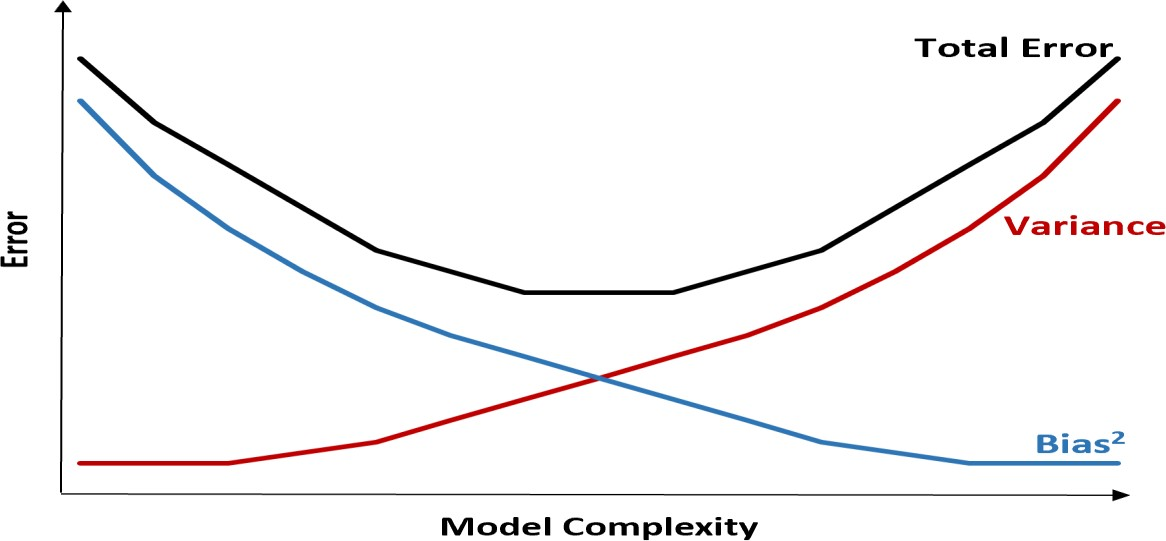 Total Error
Variance
Error
Bias²
Model Complexity